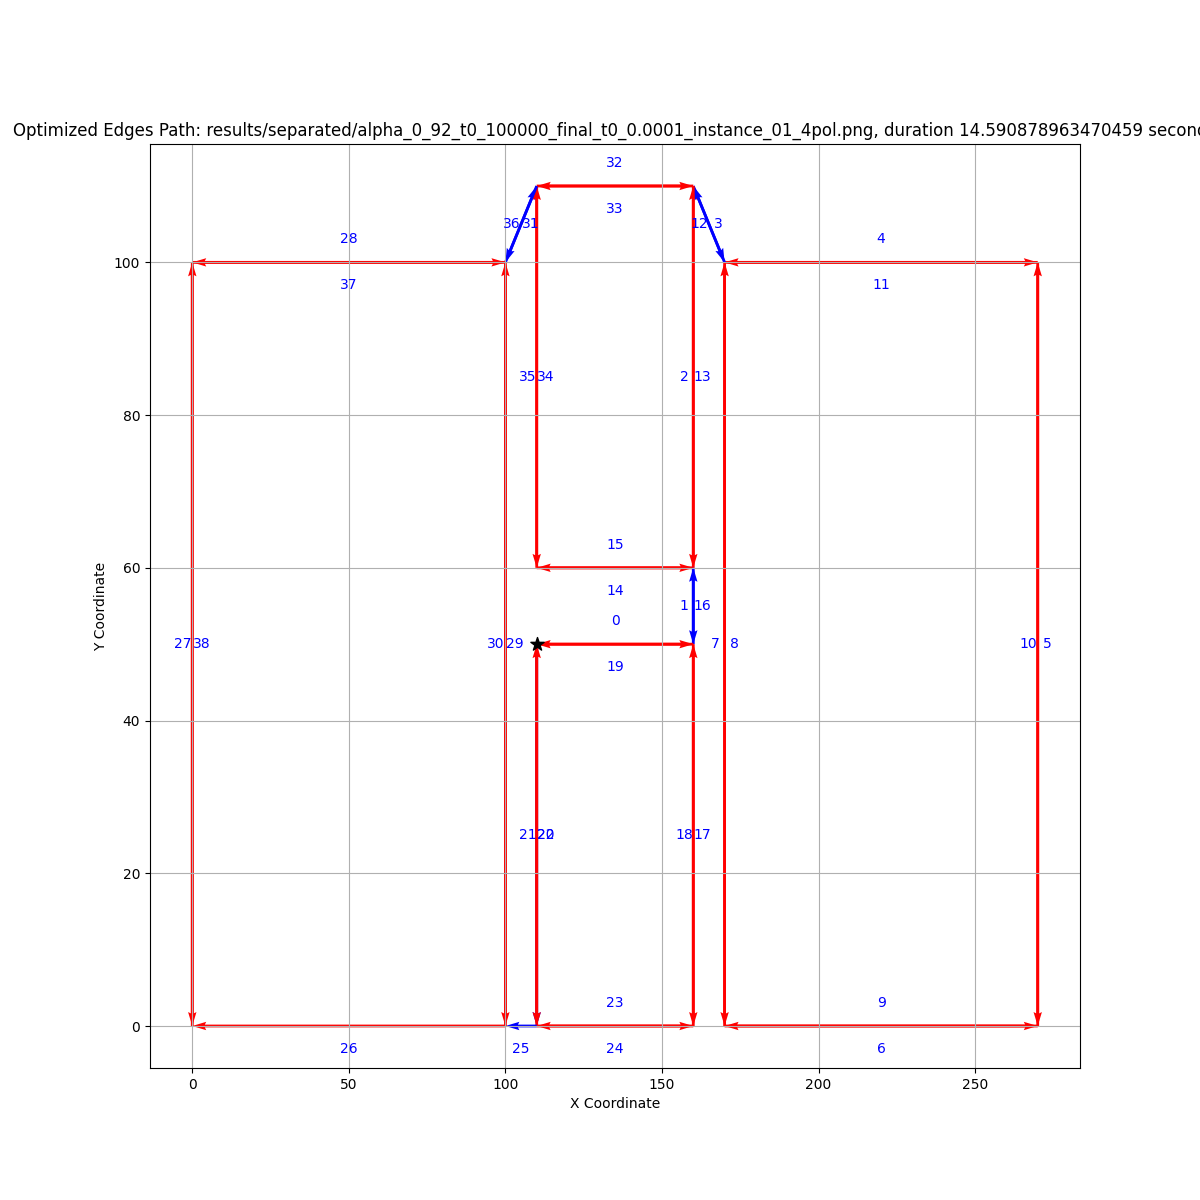 Optimized Edges Path: results/separated/alpha_0_92_t0_100000_final_t0_0.0001_instance_01_4pol.png, duration 14.590878963470459 secon
32
36 31 33 12 3
28 4
100
37 11
35 34 2 13
80
15
60
14
1 16
0
Y Coordinate
27 38 30 29 7 8 10 5
19
40
21 20 18 17
20
23 9
0
26 25 24 6
0 50 100 150 200 250
X Coordinate